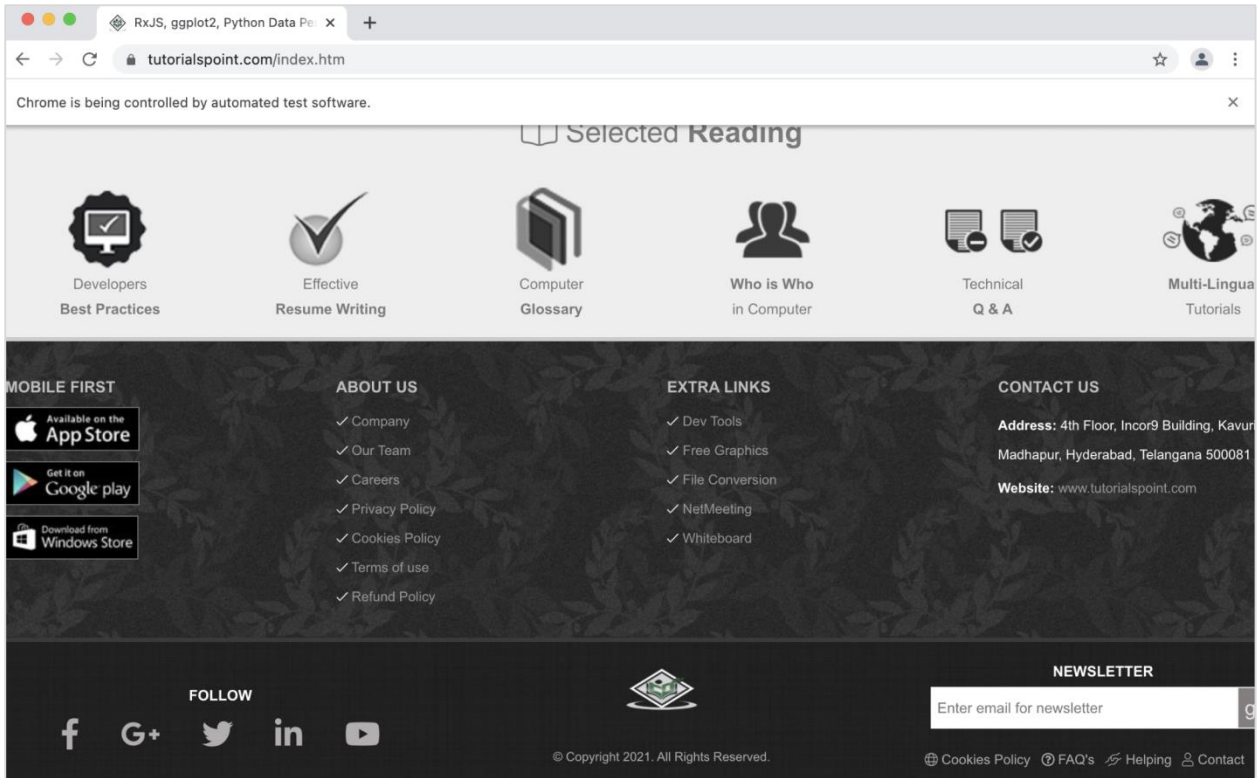 RxJS, ggplot2, Python Data Pe
tutorialspoint.com/index.htm
Chrome is being controlled by automated test software.
Selected Reading
Developers
Best Practices
Effective
Resume Writing
Computer
Glossary
Who is Who
in Computer
Technical
Q & A
Multi-Lingua
Tutorials
MOBILE FIRST
Available on the
App Store
Get it on
Google play
Download from
Windows Store
ABOUT US
Company
Our Team
Careers
Privacy Policy
Cookies Policy
Terms of use
Refund Policy
EXTRA LINKS
Dev Tools
Free Graphics
File Conversion
NetMeeting
Whiteboard
CONTACT US
Address: 4th Floor, Incor9 Building, Kavuri
Madhapur, Hyderabad, Telangana 500081
Website: www.tutorialspoint.com
FOLLOW
f G+ in
© Copyright 2021. All Rights Reserved.
NEWSLETTER
Enter email for newsletter
g
Cookies Policy FAQ's Helping Contact